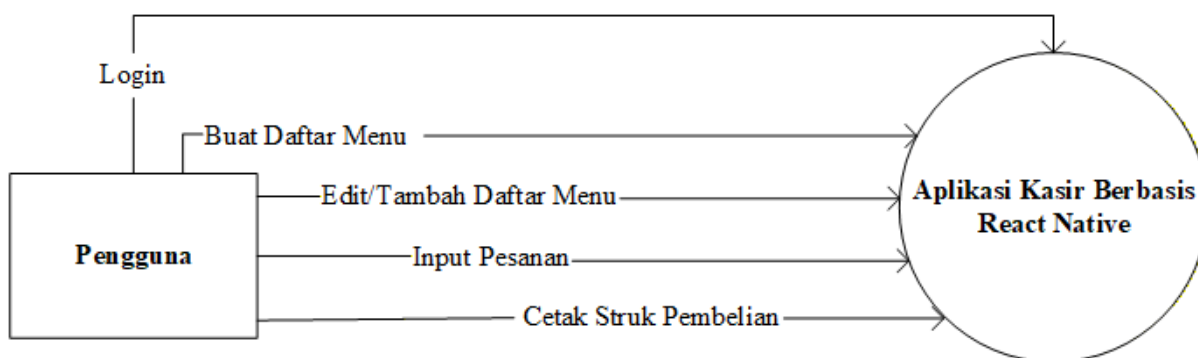 Login
Buat Daftar Menu
Edit/Tambah Daftar Menu
Aplikasi Kasir Berbasis
React Native
Pengguna
Input Pesanan
Cetak Struk Pembelian